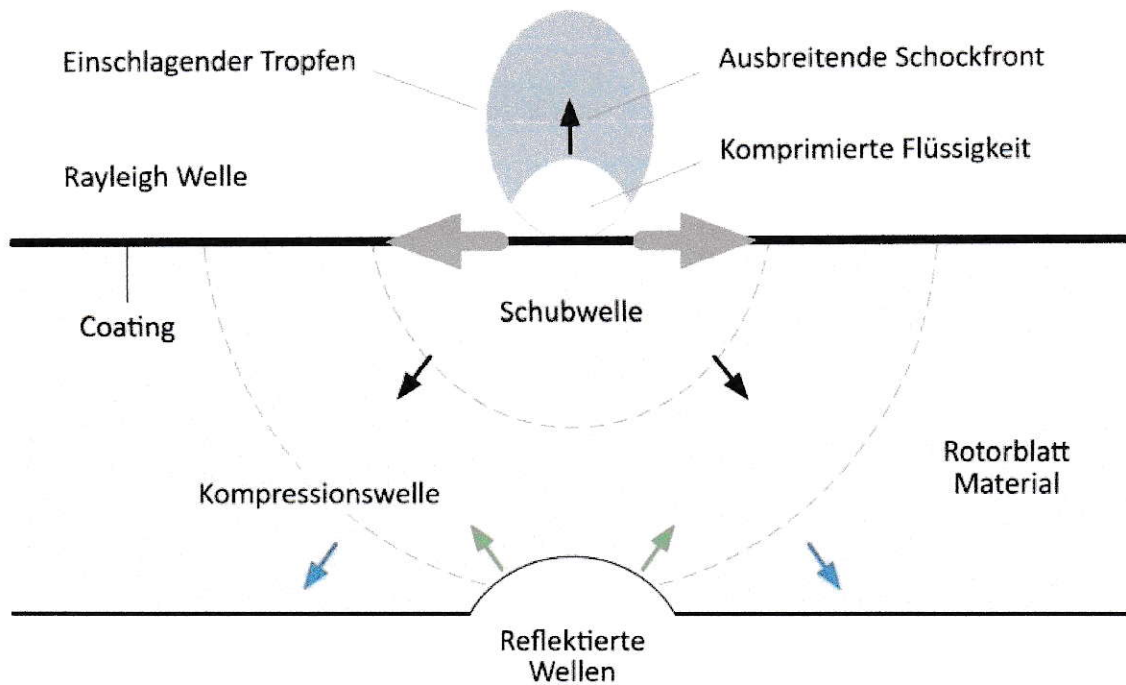 Einschlagender Tropfen
Ausbreitende Schockfront
Komprimierte Flüssigkeit
Rayleigh Welle
Coating
Schubwelle
Kompressionswelle
Rotorblatt
Material
Reflektierte
Wellen